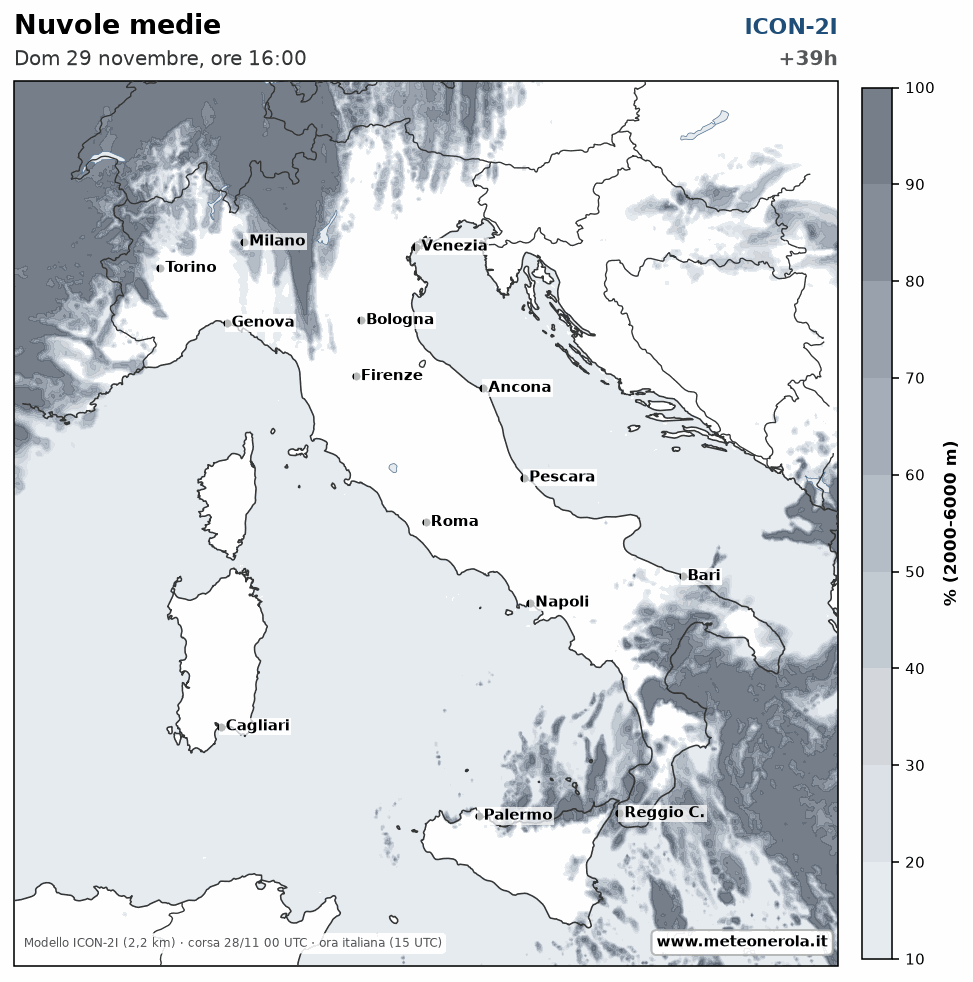 Nuvole medie
ICON-2I
Dom 29 novembre, ore 16:00
+39h
Milano
Venezia
Torino
Genova
Bologna
Firenze
Ancona
Pescara
Roma
Bari
Napoli
Cagliari
Palermo
Reggio C.
Modello ICON-2I (2,2 km) · corsa 28/11 00 UTC · ora italiana (15 UTC)
www.meteonerola.it
100
90
80
70
60
50
40
30
20
10
% (2000-6000 m)